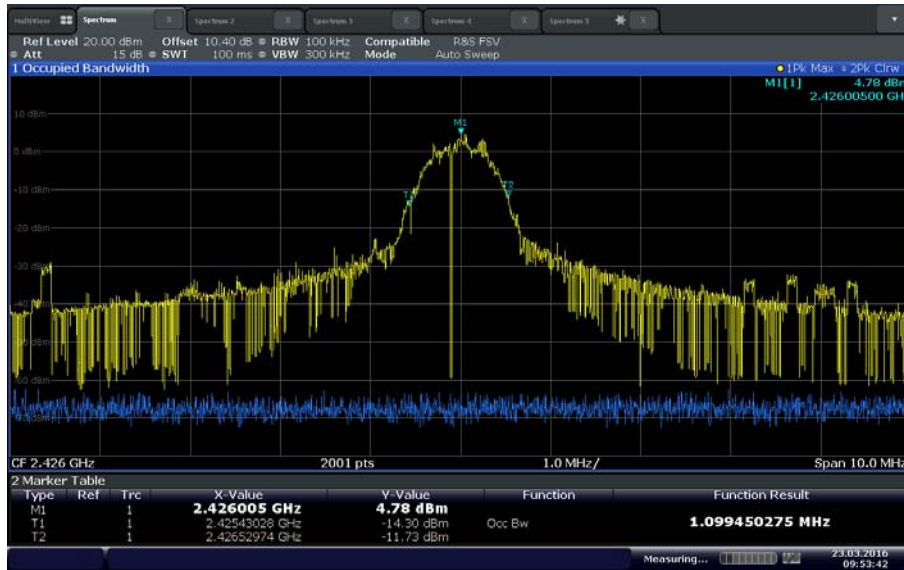 MultiView Spectrum X Spectrum 2 X Spectrum 3 X Spectrum 4 X Spectrum 5 X
Ref Level 20.00 dBm Offset 10.40 dB RBW 100 kHz Compatible R&S FSV
Att 15 dB SWT 100 ms VBW 300 kHz Mode Auto Sweep
1 Occupied Bandwidth 1Pk Max 2Pk Clrw
M1[1] 4.78 dBm
2.42600500 GHz
10 dBm
M1
0 dBm
-10 dBm
T1 T2
-20 dBm
-30 dBm
-40 dBm
-50 dBm
-60 dBm
CF 2.426 GHz 2001 pts 1.0 MHz/ Span 10.0 MHz
2 Marker Table
Type Ref Trc X-Value Y-Value Function Function Result
M1 1 2.426005 GHz 4.78 dBm
T1 1 2.42543028 GHz -14.30 dBm Occ Bw 1.099450275 MHz
T2 1 2.42652974 GHz -11.73 dBm
Measuring... 23.03.2016
09:53:42